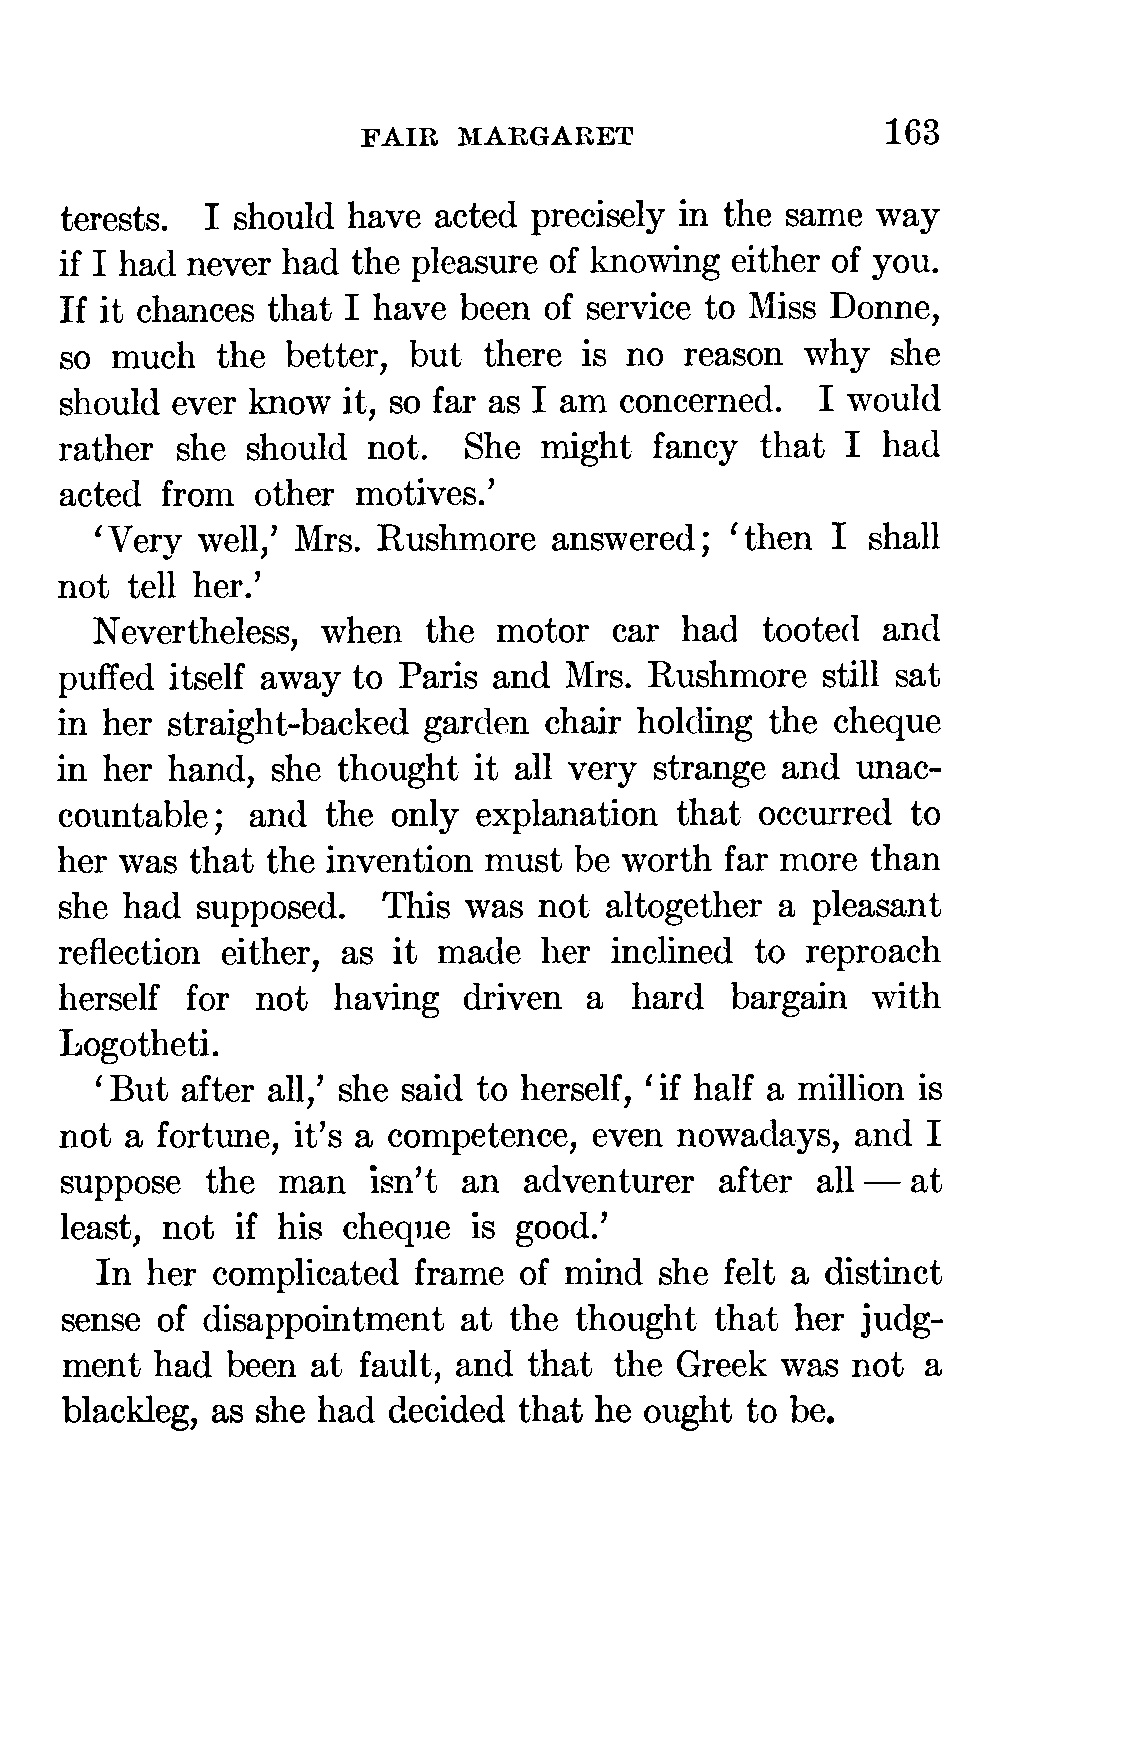 FAIR MARGARET 163
terests. I should have acted precisely in the same way
if I had never had the pleasure of knowing either of you.
If it chances that I have been of service to Miss Donne,
so much the better, but there is no reason why she
should ever know it, so far as I am concerned. I would
rather she should not. She might fancy that I had
acted from other motives.’
‘Very well,’ Mrs. Rushmore answered; ‘then I shall
not tell her.’
Nevertheless, when the motor car had tooted and
puffed itself away to Paris and Mrs. Rushmore still sat
in her straight-backed garden chair holding the cheque
in her hand, she thought it all very strange and unac-
countable; and the only explanation that occurred to
her was that the invention must be worth far more than
she had supposed. This was not altogether a pleasant
reflection either, as it made her inclined to reproach
herself for not having driven a hard bargain with
Logotheti.
‘But after all,’ she said to herself, ‘if half a million is
not a fortune, it’s a competence, even nowadays, and I
suppose the man isn’t an adventurer after all — at
least, not if his cheque is good.’
In her complicated frame of mind she felt a distinct
sense of disappointment at the thought that her judg-
ment had been at fault, and that the Greek was not a
blackleg, as she had decided that he ought to be.